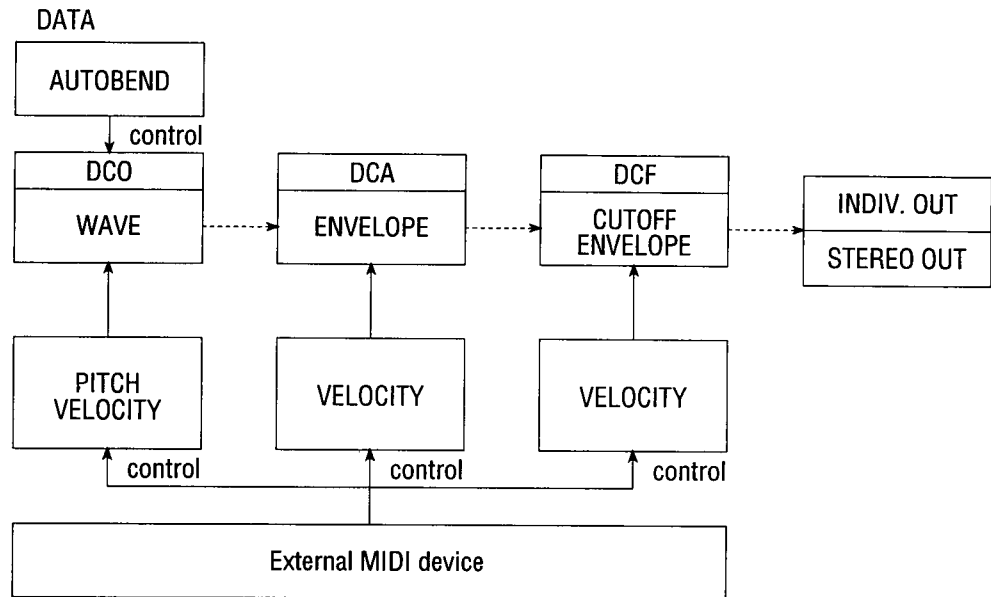 DATA
AUTOBEND
control
DCO
WAVE
DCA
ENVELOPE
DCF
CUTOFF
ENVELOPE
INDIV. OUT
STEREO OUT
PITCH
VELOCITY
VELOCITY
VELOCITY
control
control
control
External MIDI device